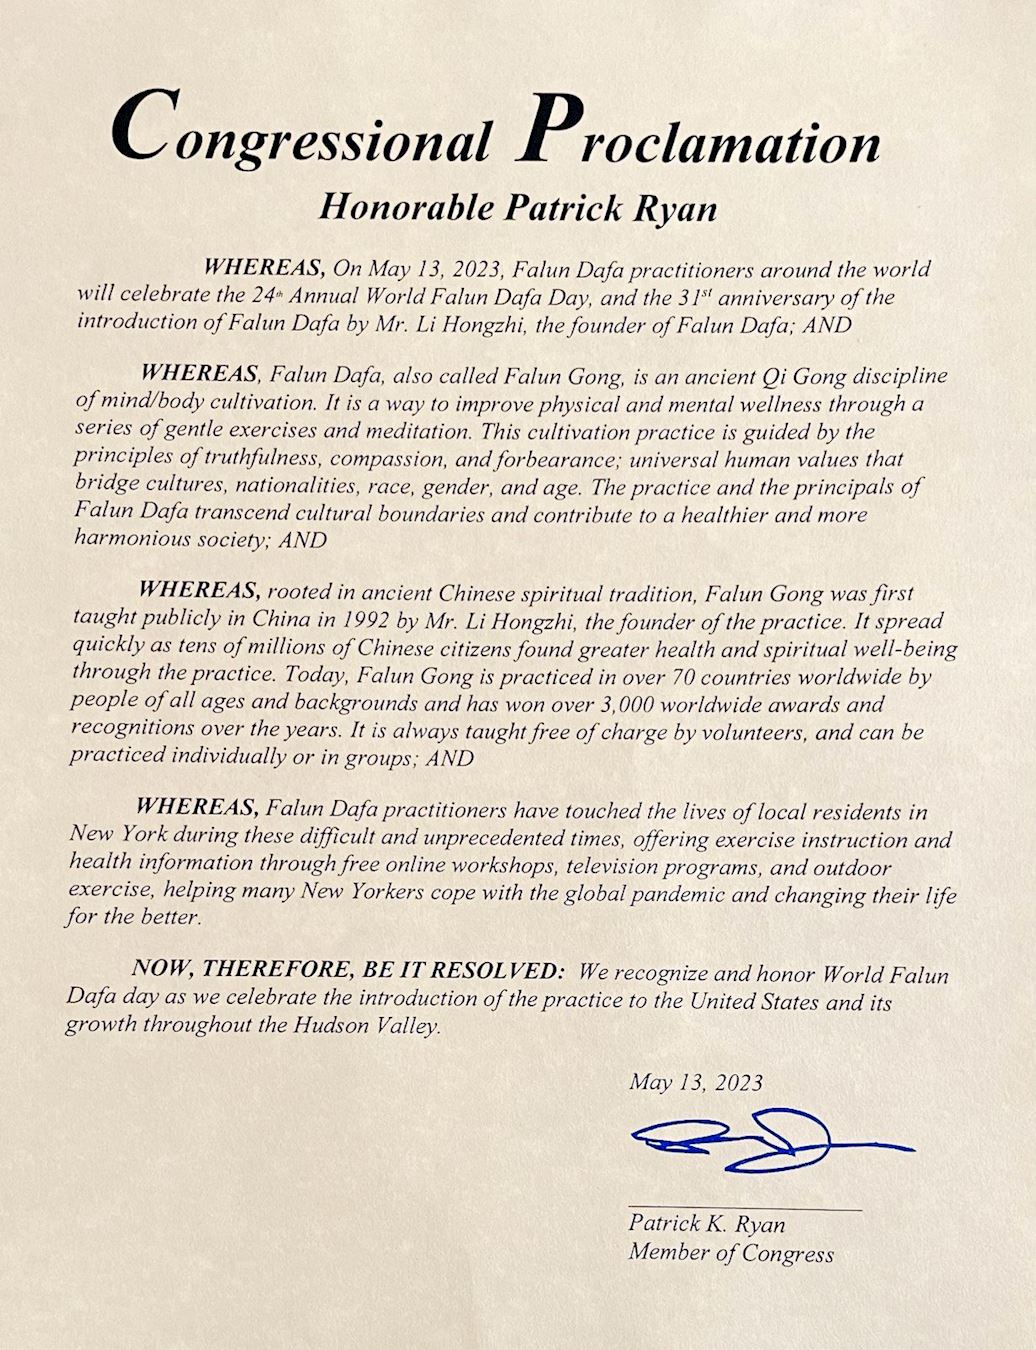 Congressional Proclamation
Honorable Patrick Ryan
WHEREAS, On May 13, 2023, Falun Dafa practitioners around the world
will celebrate the 24th Annual World Falun Dafa Day, and the 31st anniversary of the
introduction of Falun Dafa by Mr. Li Hongzhi, the founder of Falun Dafa; AND
WHEREAS, Falun Dafa, also called Falun Gong, is an ancient Qi Gong discipline
of mind/body cultivation. It is a way to improve physical and mental wellness through a
series of gentle exercises and meditation. This cultivation practice is guided by the
principles of truthfulness, compassion, and forbearance; universal human values that
bridge cultures, nationalities, race, gender, and age. The practice and the principals of
Falun Dafa transcend cultural boundaries and contribute to a healthier and more
harmonious society; AND
WHEREAS, rooted in ancient Chinese spiritual tradition, Falun Gong was first
taught publicly in China in 1992 by Mr. Li Hongzhi, the founder of the practice. It spread
quickly as tens of millions of Chinese citizens found greater health and spiritual well-being
through the practice. Today, Falun Gong is practiced in over 70 countries worldwide by
people of all ages and backgrounds and has won over 3,000 worldwide awards and
recognitions over the years. It is always taught free of charge by volunteers, and can be
practiced individually or in groups; AND
WHEREAS, Falun Dafa practitioners have touched the lives of local residents in
New York during these difficult and unprecedented times, offering exercise instruction and
health information through free online workshops, television programs, and outdoor
exercise, helping many New Yorkers cope with the global pandemic and changing their life
for the better.
NOW, THEREFORE, BE IT RESOLVED: We recognize and honor World Falun
Dafa day as we celebrate the introduction of the practice to the United States and its
growth throughout the Hudson Valley.
May 13, 2023
Patrick K. Ryan
Member of Congress